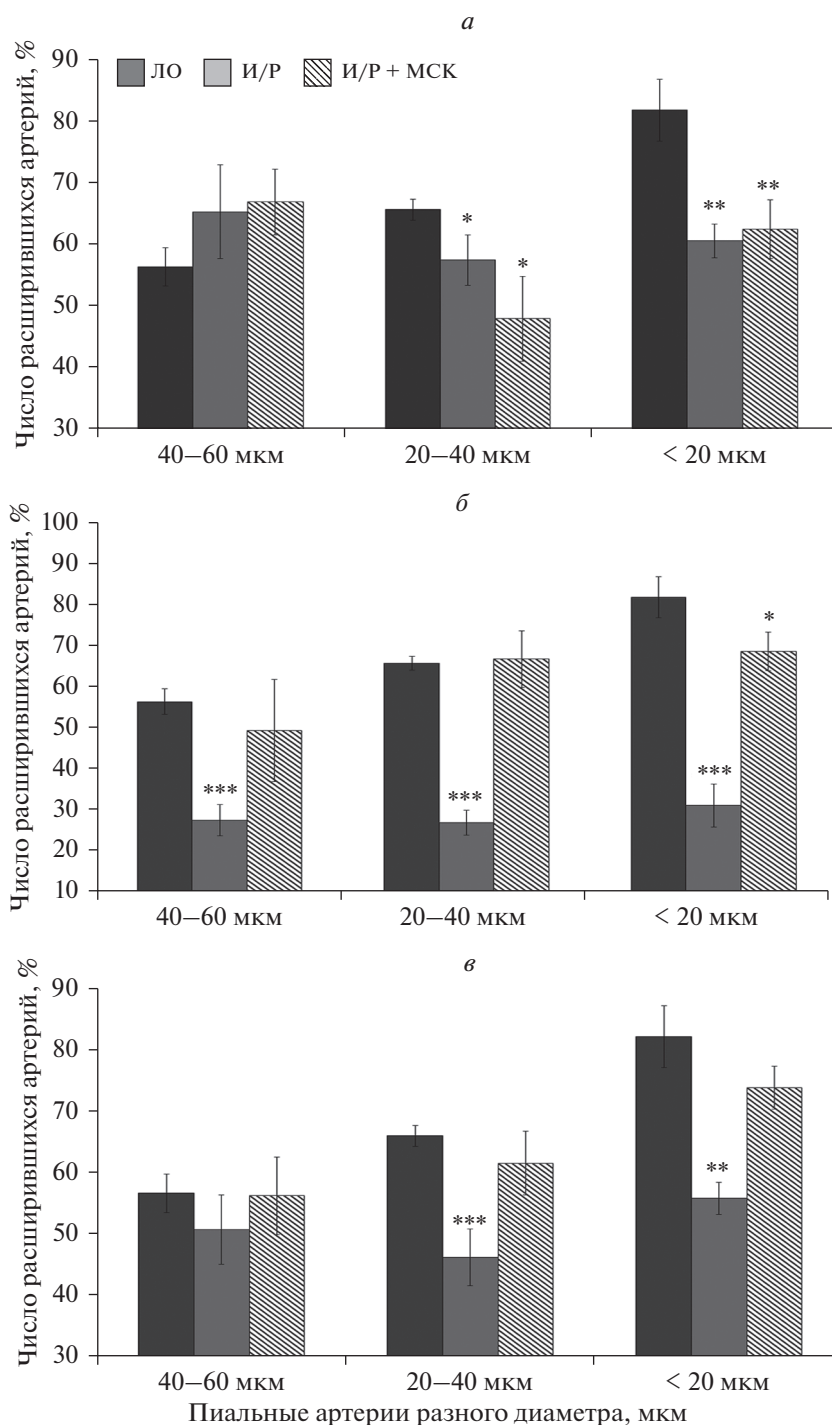 а
Число расширившихся артерий, %
90
80
70
60
50
40
30
ЛО И/Р И/Р + МСК
* * ** **
40–60 мкм 20–40 мкм < 20 мкм
б
Число расширившихся артерий, %
100
90
80
70
60
50
40
30
20
10
*** *** *** *
40–60 мкм 20–40 мкм < 20 мкм
в
Число расширившихся артерий, %
90
80
70
60
50
40
30
*** **
40–60 мкм 20–40 мкм < 20 мкм
Пиальные артерии разного диаметра, мкм